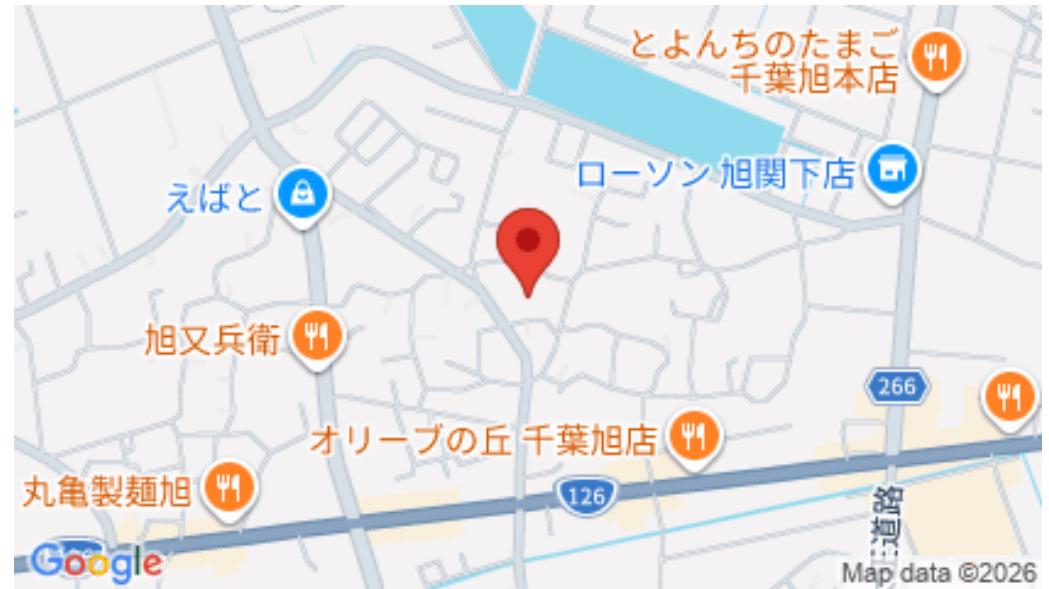 とよんちのたまご
千葉旭本店
ローソン 旭関下店
えばと
旭又兵衛
266
オリーブの丘 千葉旭店
丸亀製麺旭
126
道路
Google
Map data ©2026